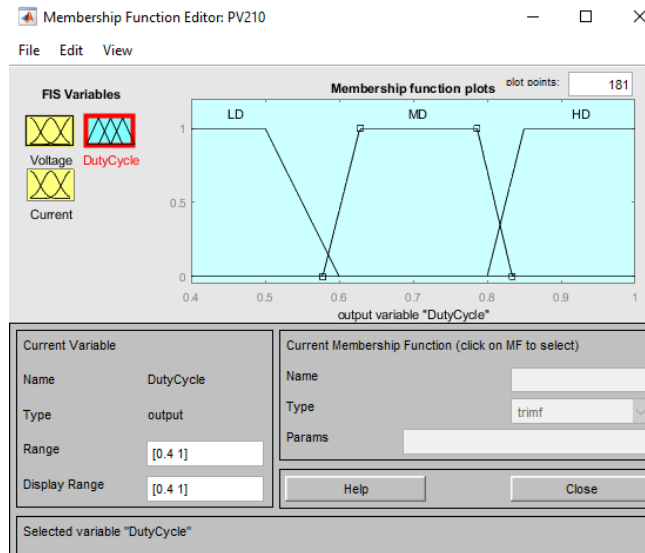 Membership Function Editor: PV210
File Edit View
FIS Variables
Voltage DutyCycle
Current
Membership function plots plot points: 181
LD MD HD
1
0.5
0
0.4 0.5 0.6 0.7 0.8 0.9 1
output variable "DutyCycle"
Current Variable
Name DutyCycle
Type output
Range [0.4 1]
Display Range [0.4 1]
Current Membership Function (click on MF to select)
Name
Type trimf
Params
Help Close
Selected variable "DutyCycle"